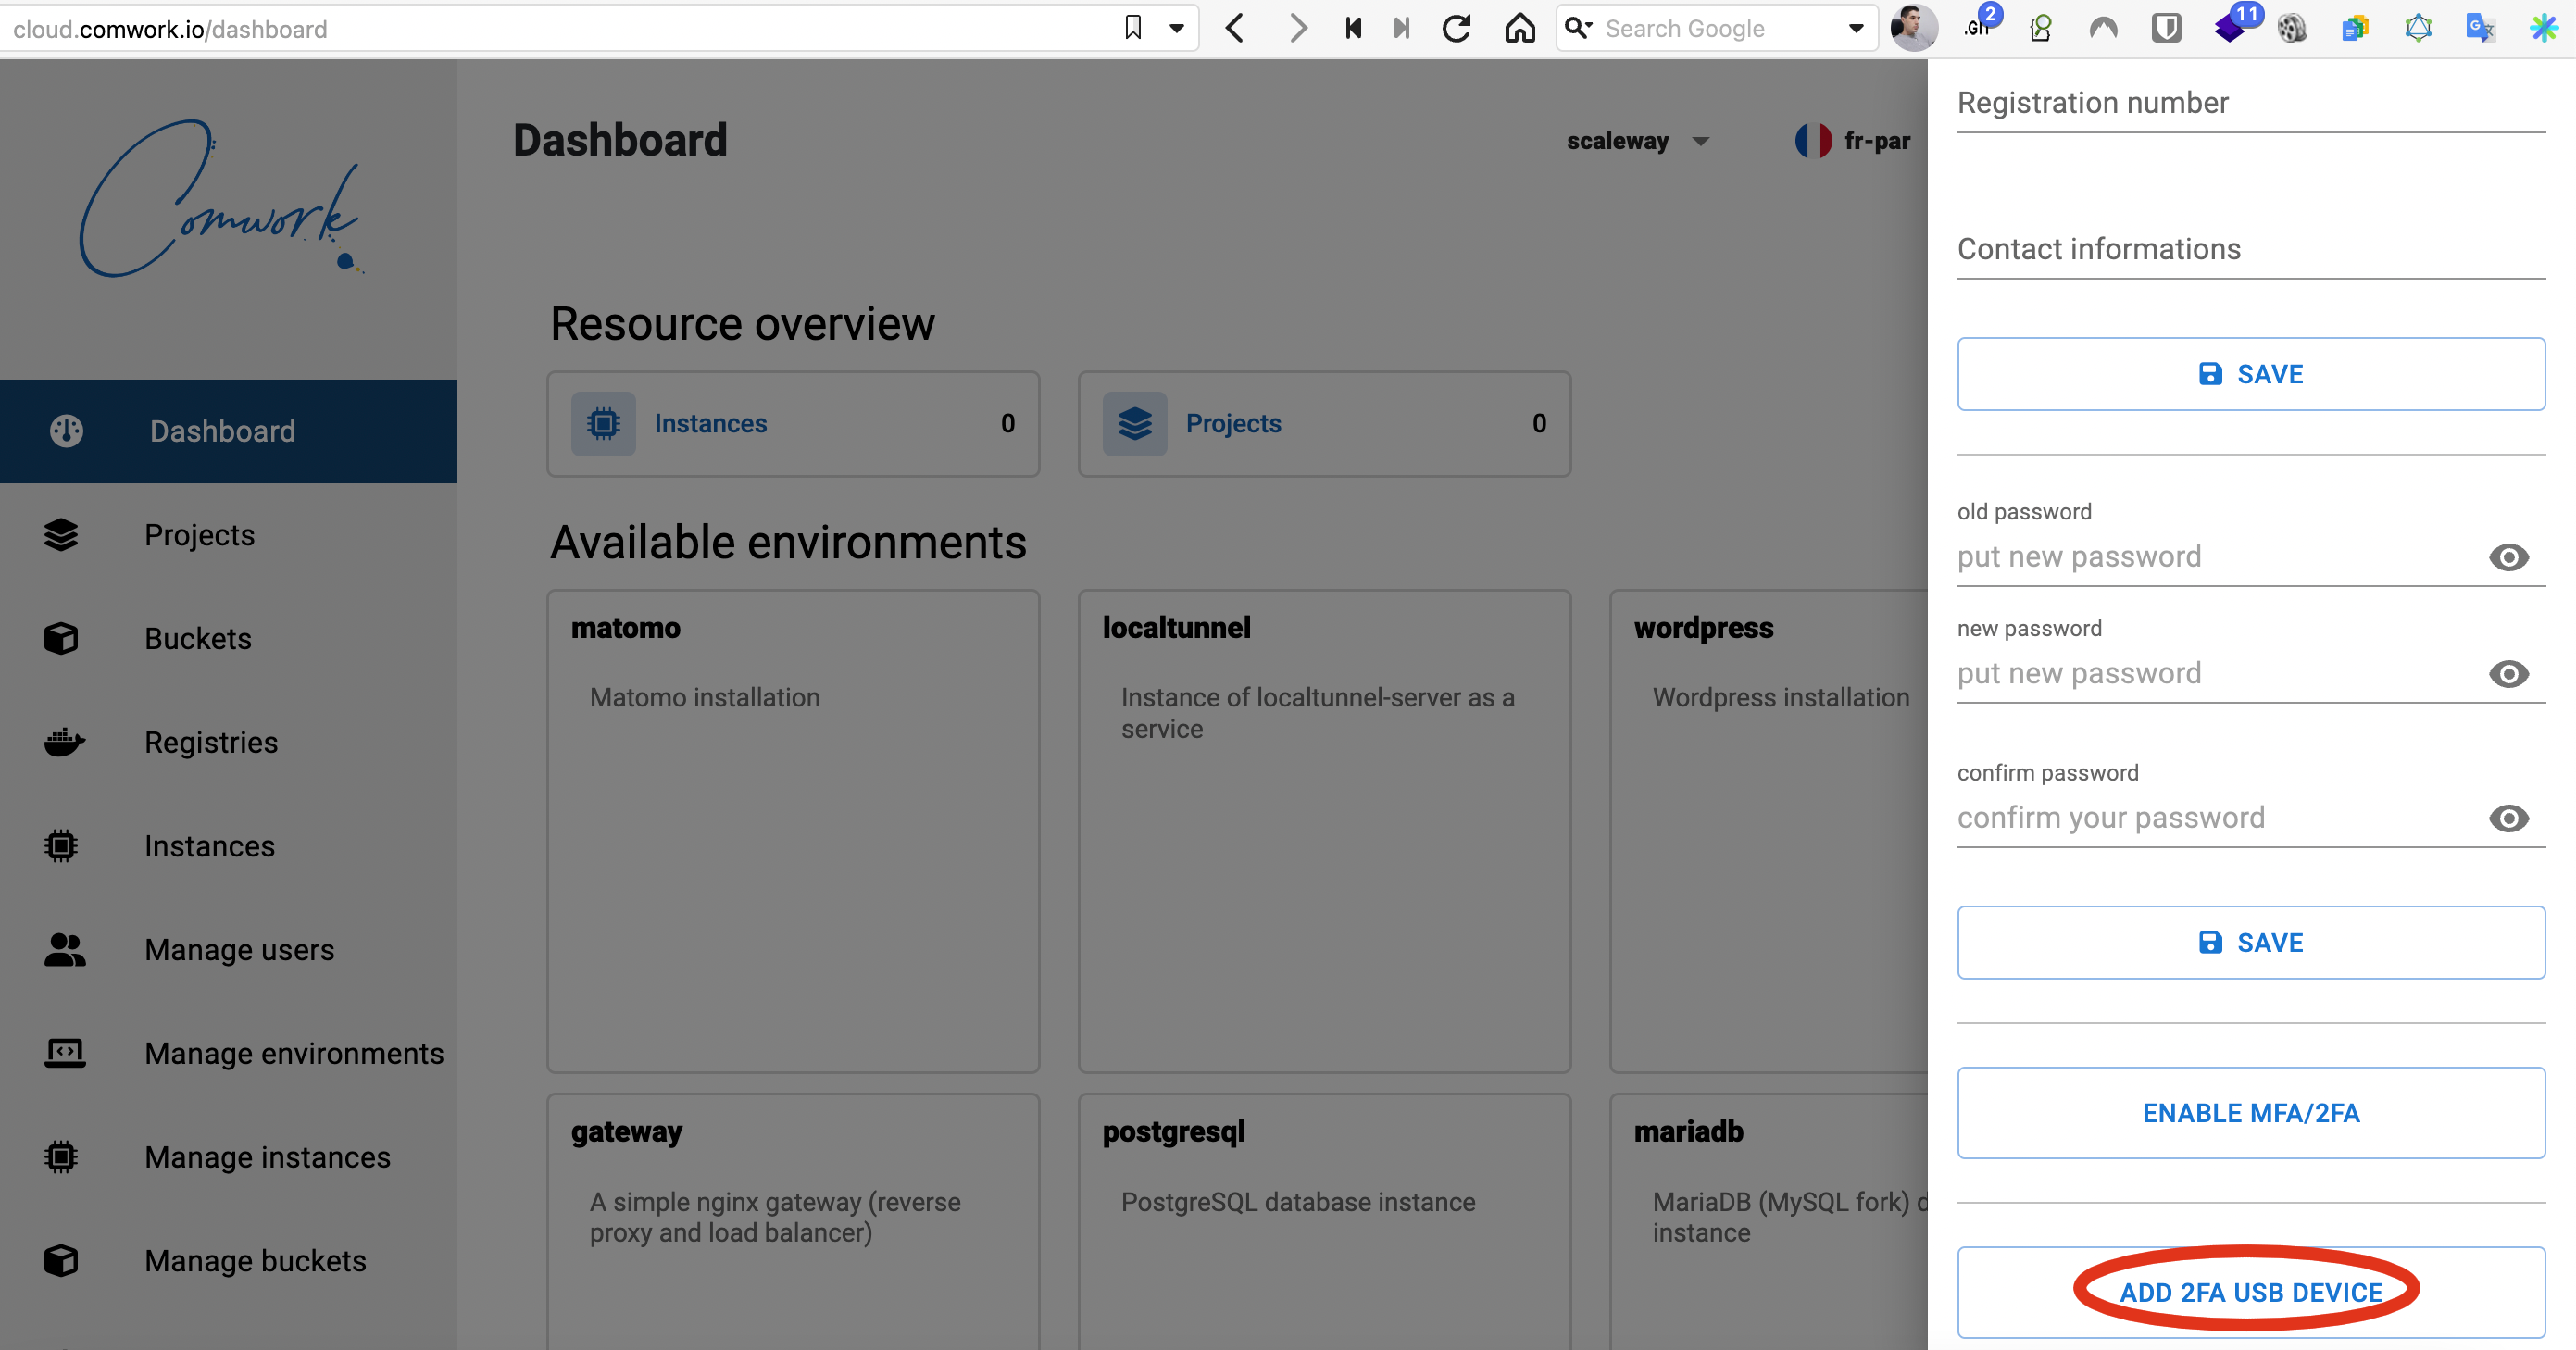 cloud.comwork.io/dashboard
Search Google
.GIT
2
11
G
Comwork
Dashboard
Projects
Buckets
Registries
Instances
Manage users
Manage environments
Manage instances
Manage buckets
Dashboard
scaleway
fr-par
Resource overview
Instances
0
Projects
0
Available environments
matomo
Matomo installation
localtunnel
Instance of localtunnel-server as a
service
wordpress
Wordpress installation
gateway
A simple nginx gateway (reverse
proxy and load balancer)
postgresql
PostgreSQL database instance
mariadb
MariaDB (MySQL fork) d
instance
Registration number
Contact informations
SAVE
old password
put new password
new password
put new password
confirm password
confirm your password
SAVE
ENABLE MFA/2FA
ADD 2FA USB DEVICE